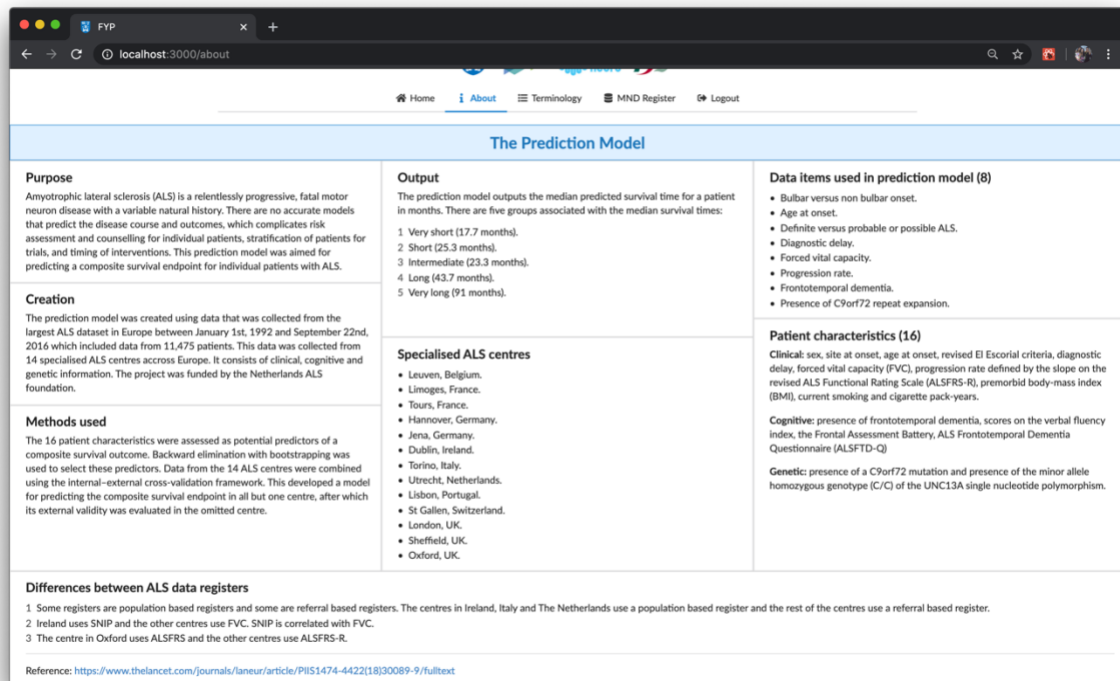 FYP
localhost:3000/about
Home
About
Terminology
MND Register
Logout
The Prediction Model
Purpose
Amyotrophic lateral sclerosis (ALS) is a relentlessly progressive, fatal motor
neuron disease with a variable natural history. There are no accurate models
that predict the disease course and outcomes, which complicates risk
assessment and counselling for individual patients, stratification of patients for
trials, and timing of interventions. This prediction model was aimed for
predicting a composite survival endpoint for individual patients with ALS.
Creation
The prediction model was created using data that was collected from the
largest ALS dataset in Europe between January 1st, 1992 and September 22nd,
2016 which included data from 11,475 patients. This data was collected from
14 specialised ALS centres accross Europe. It consists of clinical, cognitive and
genetic information. The project was funded by the Netherlands ALS
foundation.
Methods used
The 16 patient characteristics were assessed as potential predictors of a
composite survival outcome. Backward elimination with bootstrapping was
used to select these predictors. Data from the 14 ALS centres were combined
using the internal–external cross-validation framework. This developed a model
for predicting the composite survival endpoint in all but one centre, after which
its external validity was evaluated in the omitted centre.
Output
The prediction model outputs the median predicted survival time for a patient
in months. There are five groups associated with the median survival times:
1 Very short (17.7 months).
2 Short (25.3 months).
3 Intermediate (23.3 months).
4 Long (43.7 months).
5 Very long (91 months).
Specialised ALS centres
• Leuven, Belgium.
• Limoges, France.
• Tours, France.
• Hannover, Germany.
• Jena, Germany.
• Dublin, Ireland.
• Torino, Italy.
• Utrecht, Netherlands.
• Lisbon, Portugal.
• St Gallen, Switzerland.
• London, UK.
• Sheffield, UK.
• Oxford, UK.
Data items used in prediction model (8)
• Bulbar versus non bulbar onset.
• Age at onset.
• Definite versus probable or possible ALS.
• Diagnostic delay.
• Forced vital capacity.
• Progression rate.
• Frontotemporal dementia.
• Presence of C9orf72 repeat expansion.
Patient characteristics (16)
Clinical: sex, site at onset, age at onset, revised El Escorial criteria, diagnostic
delay, forced vital capacity (FVC), progression rate defined by the slope on the
revised ALS Functional Rating Scale (ALSFRS-R), premorbid body-mass index
(BMI), current smoking and cigarette pack-years.
Cognitive: presence of frontotemporal dementia, scores on the verbal fluency
index, the Frontal Assessment Battery, ALS Frontotemporal Dementia
Questionnaire (ALSFTD-Q)
Genetic: presence of a C9orf72 mutation and presence of the minor allele
homozygous genotype (C/C) of the UNC13A single nucleotide polymorphism.
Differences between ALS data registers
1 Some registers are population based registers and some are referral based registers. The centres in Ireland, Italy and The Netherlands use a population based register and the rest of the centres use a referral based register.
2 Ireland uses SNIP and the other centres use FVC. SNIP is correlated with FVC.
3 The centre in Oxford uses ALSFRS and the other centres use ALSFRS-R.
Reference: https://www.thelancet.com/journals/laneur/article/PIIS1474-4422(18)30089-9/fulltext